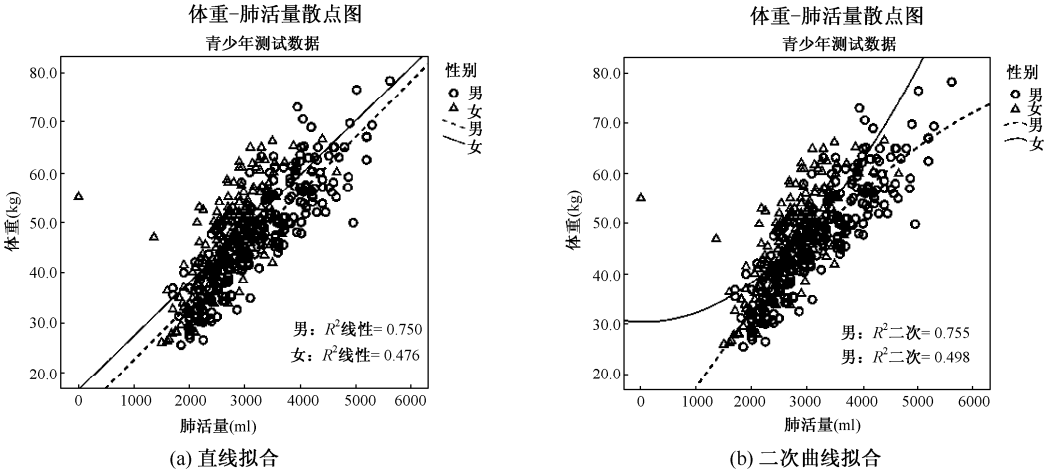 体重-肺活量散点图
青少年测试数据
80.0
70.0
60.0
50.0
40.0
30.0
20.0
体重(kg)
0 1000 2000 3000 4000 5000 6000
肺活量(ml)
性别
男
女
男
女
男：R²线性= 0.750
女：R²线性= 0.476
(a) 直线拟合
体重-肺活量散点图
青少年测试数据
80.0
70.0
60.0
50.0
40.0
30.0
20.0
体重(kg)
0 1000 2000 3000 4000 5000 6000
肺活量(ml)
性别
男
女
男
女
男：R²二次= 0.755
男：R²二次= 0.498
(b) 二次曲线拟合